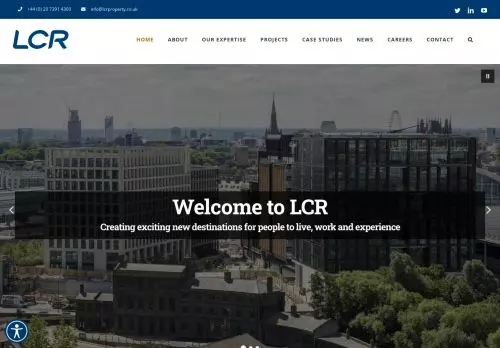 +44 (0) 20 7391 4300 info@lcrproperty.co.uk
LCR
HOME ABOUT OUR EXPERTISE PROJECTS CASE STUDIES NEWS CAREERS CONTACT
Welcome to LCR
Creating exciting new destinations for people to live, work and experience